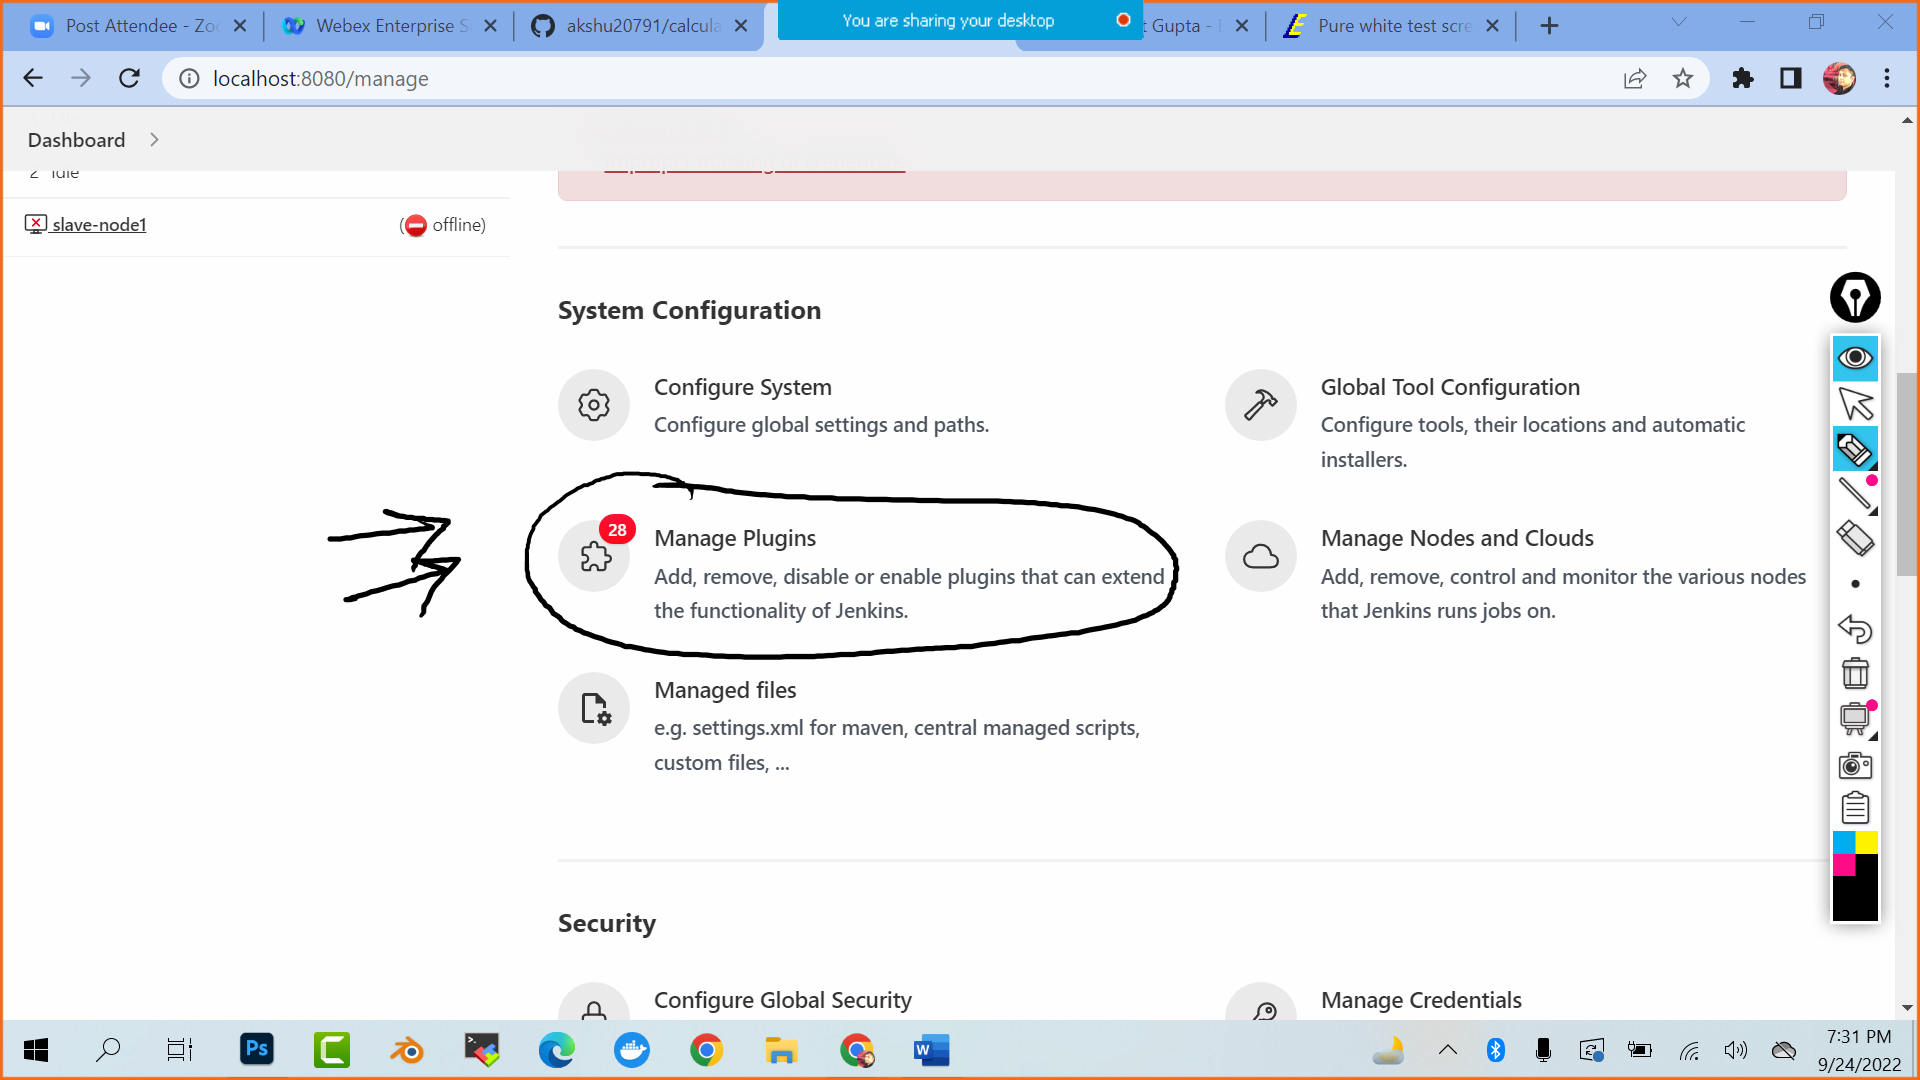 Post Attendee - Zoo
Webex Enterprise S
akshu20791/calcula
You are sharing your desktop
t Gupta -
Pure white test scre
localhost:8080/manage
Dashboard
2 Idle
slave-node1
( offline)
System Configuration
Configure System
Configure global settings and paths.
Global Tool Configuration
Configure tools, their locations and automatic
installers.
28
Manage Plugins
Add, remove, disable or enable plugins that can extend
the functionality of Jenkins.
Manage Nodes and Clouds
Add, remove, control and monitor the various nodes
that Jenkins runs jobs on.
Managed files
e.g. settings.xml for maven, central managed scripts,
custom files, ...
Security
Configure Global Security
Manage Credentials
Ps
W
7:31 PM
9/24/2022